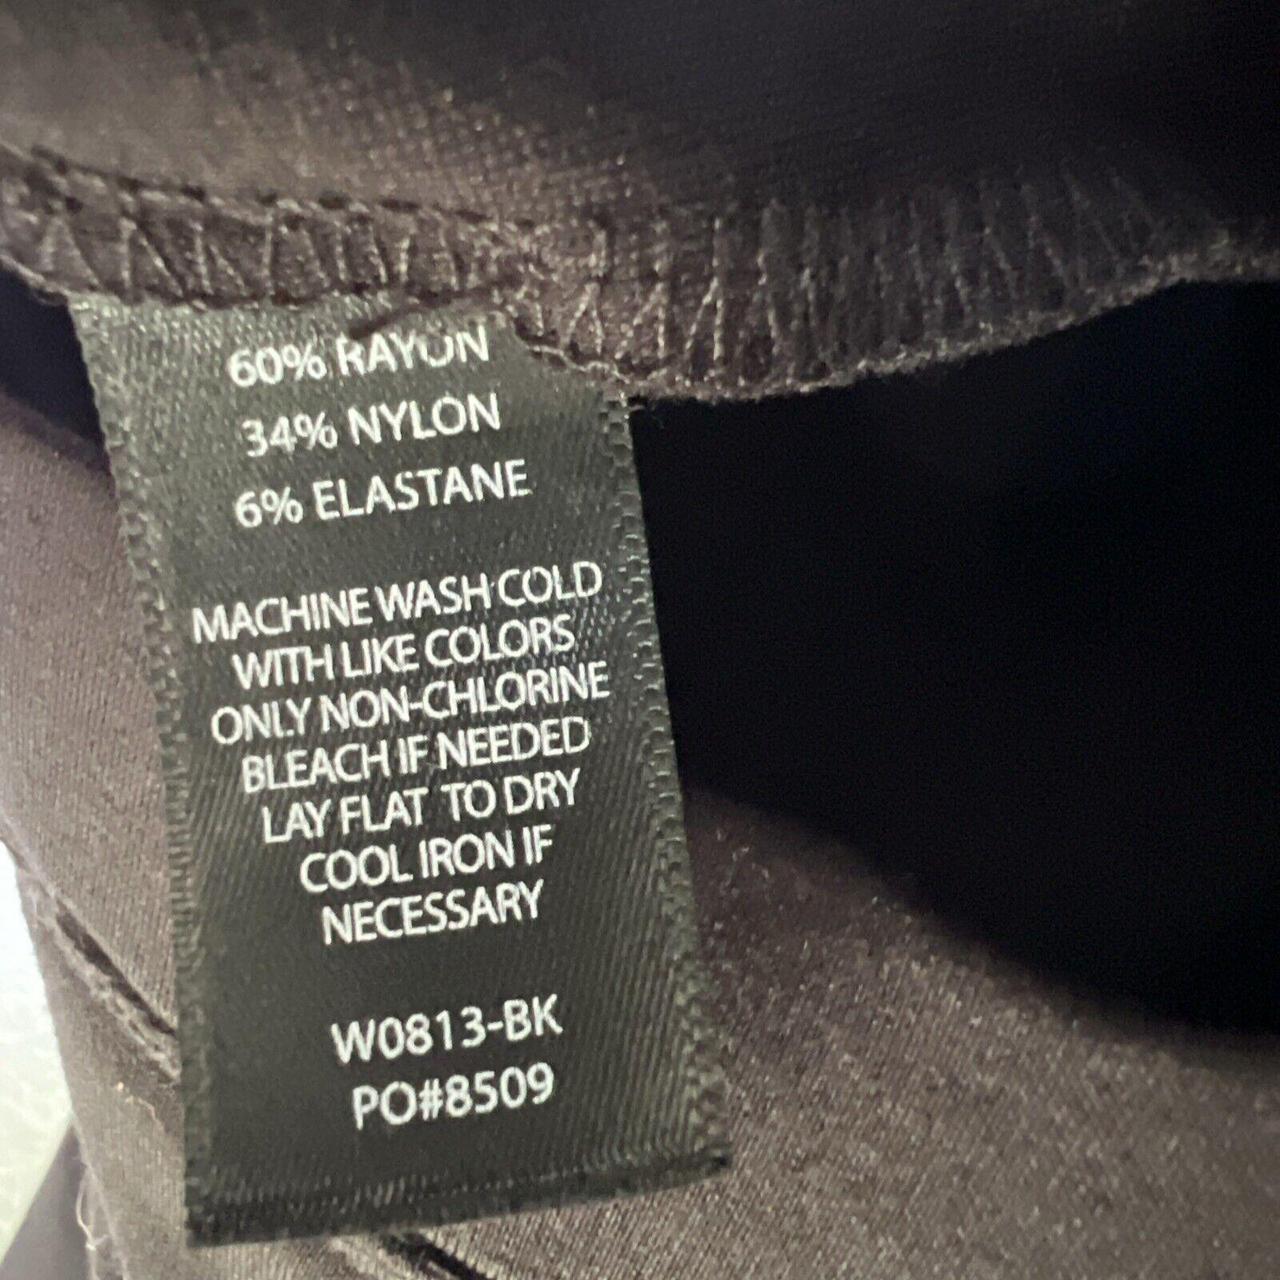 60% RAYON
34% NYLON
6% ELASTANE
MACHINE WASH COLD
WITH LIKE COLORS
ONLY NON-CHLORINE
BLEACH IF NEEDED
LAY FLAT TO DRY
COOL IRON IF
NECESSARY
W0813-BK
PO#8509